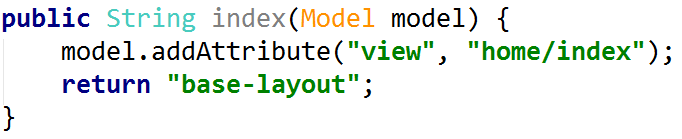 public String index(Model model) {
    model.addAttribute("view", "home/index");
    return "base-layout";
}